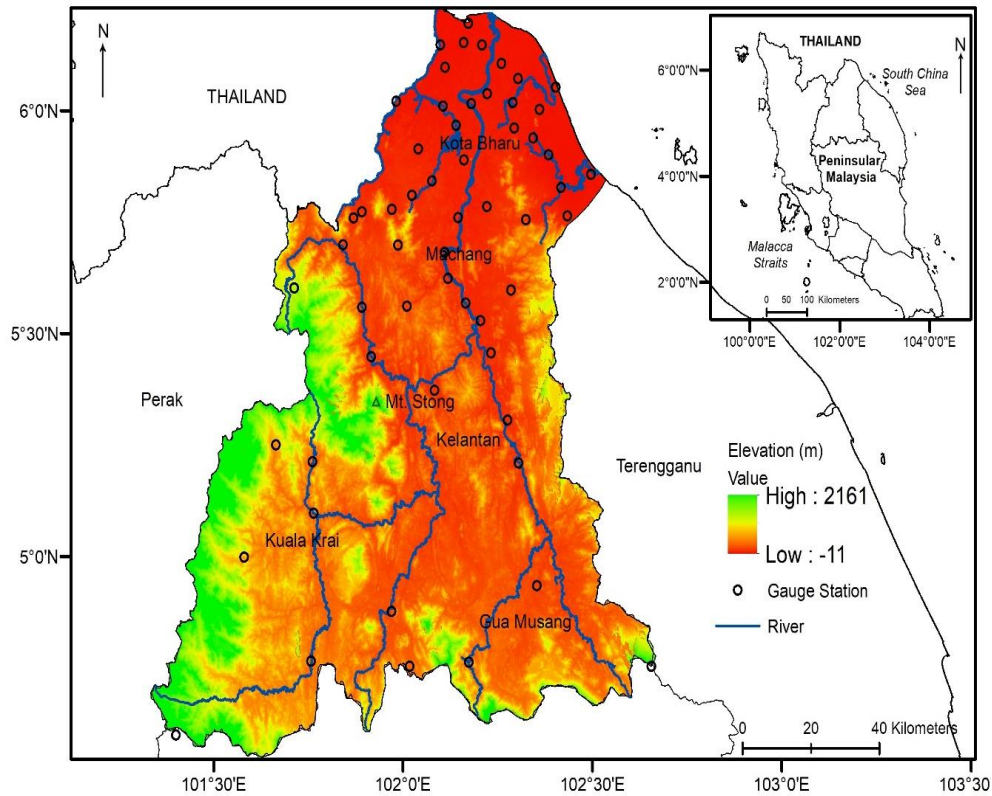 N
THAILAND
6°0'0"N
5°30'0"N
5°0'0"N
Kota Bharu
Machang
Mt. Stong
Kelantan
Kuala Krai
Gua Musang
Perak
Terengganu
THAILAND
N
South China
Sea
Peninsular
Malaysia
Malacca
Straits
0 50 100 Kilometers
6°0'0"N
4°0'0"N
2°0'0"N
100°0'0"E
102°0'0"E
104°0'0"E
Elevation (m)
Value
High : 2161
Low : -11
Gauge Station
River
0 20 40 Kilometers
101°30'E
102°0'E
102°30'E
103°0'E
103°30